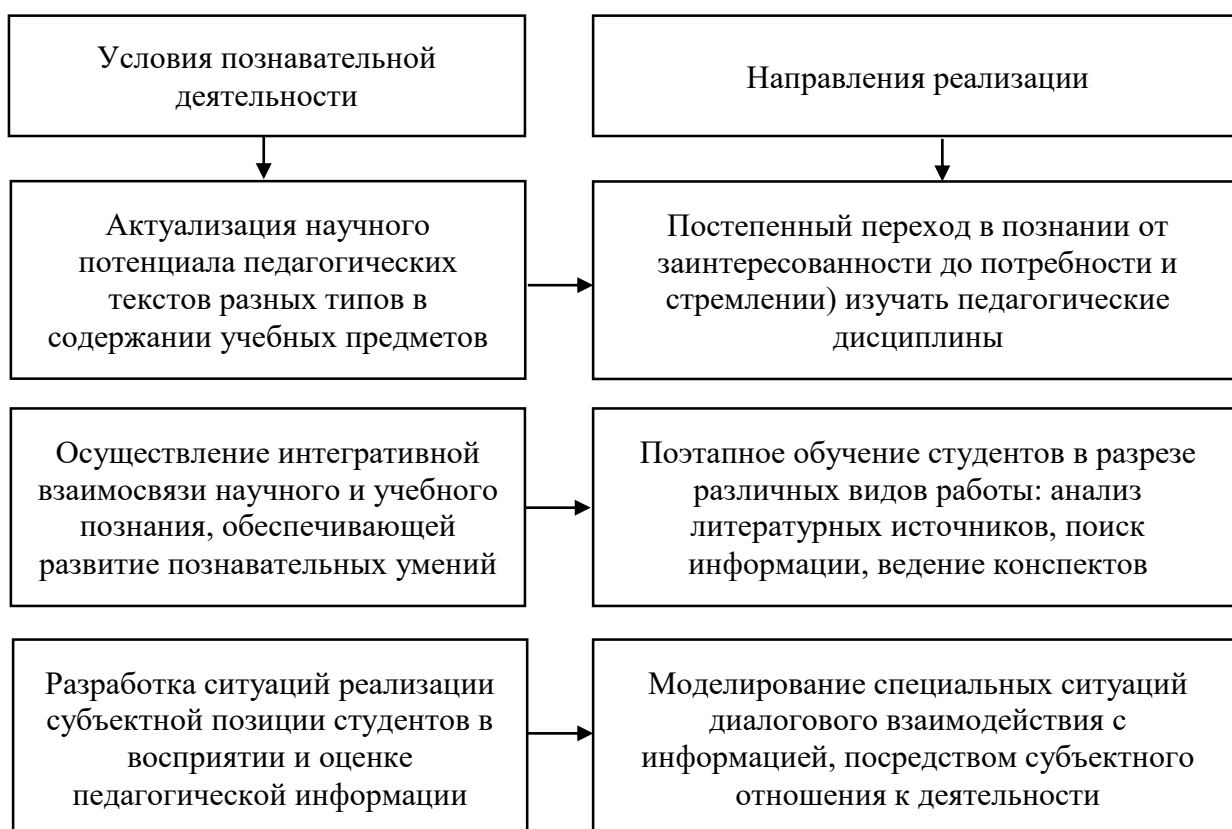 Условия познавательной
деятельности
Направления реализации
Актуализация научного
потенциала педагогических
текстов разных типов в
содержании учебных предметов
Постепенный переход в познании от
заинтересованности до потребности и
стремлении) изучать педагогические
дисциплины
Осуществление интегративной
взаимосвязи научного и учебного
познания, обеспечивающей
развитие познавательных умений
Поэтапное обучение студентов в разрезе
различных видов работы: анализ
литературных источников, поиск
информации, ведение конспектов
Разработка ситуаций реализации
субъектной позиции студентов в
восприятии и оценке
педагогической информации
Моделирование специальных ситуаций
диалогового взаимодействия с
информацией, посредством субъектного
отношения к деятельности